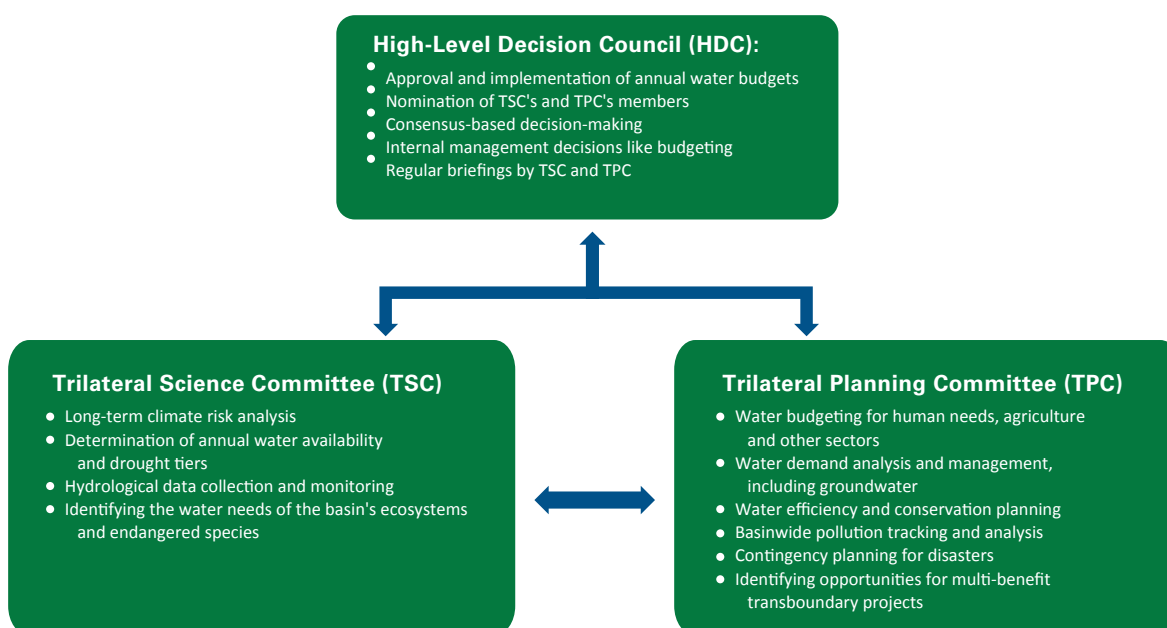 High-Level Decision Council (HDC):
Approval and implementation of annual water budgets
Nomination of TSC's and TPC's members
Consensus-based decision-making
Internal management decisions like budgeting
Regular briefings by TSC and TPC
Trilateral Science Committee (TSC)
Long-term climate risk analysis
Determination of annual water availability
and drought tiers
Hydrological data collection and monitoring
Identifying the water needs of the basin's ecosystems
and endangered species
Trilateral Planning Committee (TPC)
Water budgeting for human needs, agriculture
and other sectors
Water demand analysis and management,
including groundwater
Water efficiency and conservation planning
Basinwide pollution tracking and analysis
Contingency planning for disasters
Identifying opportunities for multi-benefit
transboundary projects